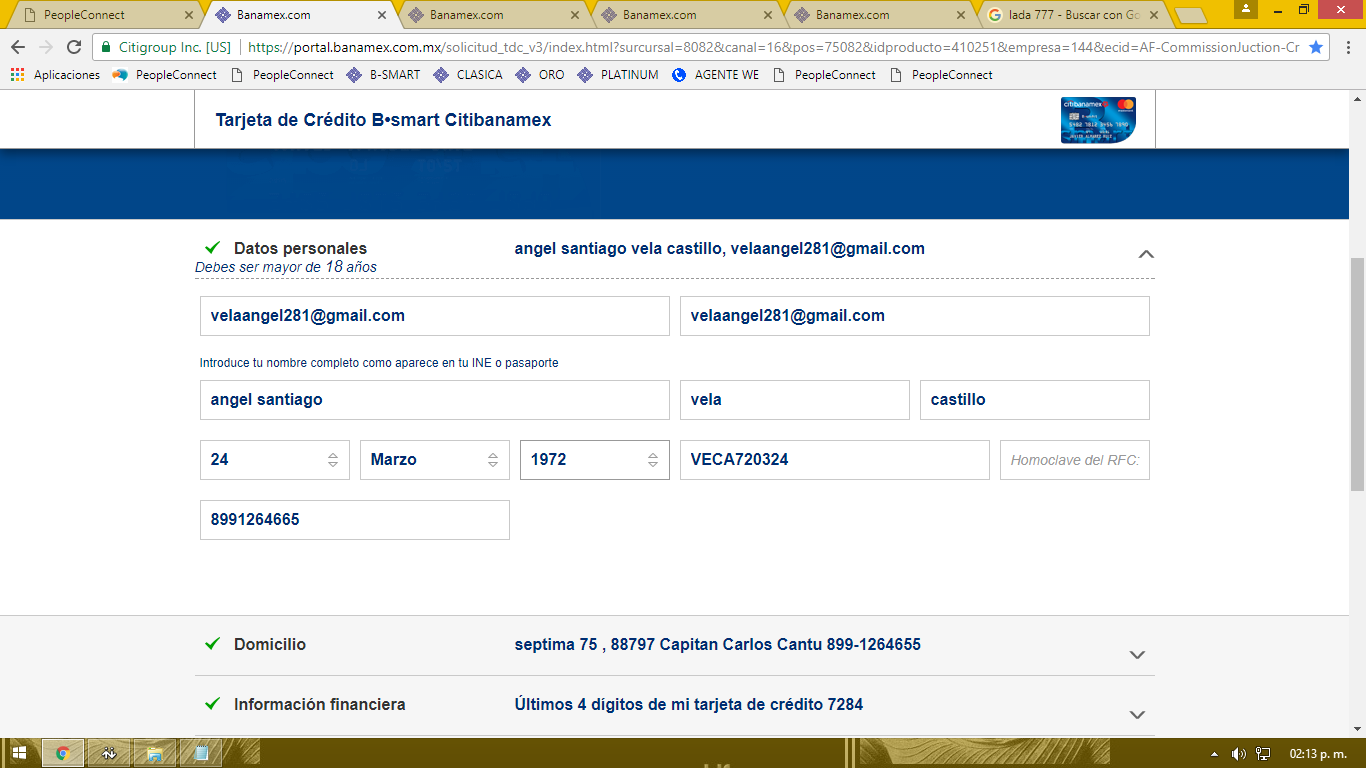 PeopleConnect Banamex.com Banamex.com Banamex.com Banamex.com lada 777 - Buscar con Go
Citigroup Inc. [US] https://portal.banamex.com.mx/solicitud_tdc_v3/index.html?surcursal=8082&canal=16&pos=75082&idproducto=410251&empresa=144&ecid=AF-CommissionJuction-Cr
Aplicaciones PeopleConnect PeopleConnect B-SMART CLASICA ORO PLATINUM AGENTE WE PeopleConnect PeopleConnect
Tarjeta de Crédito B•smart Citibanamex
citibanamex
Datos personales angel santiago vela castillo, velaangel281@gmail.com
Debes ser mayor de 18 años
velaangel281@gmail.com velaangel281@gmail.com
Introduce tu nombre completo como aparece en tu INE o pasaporte
angel santiago vela castillo
24 Marzo 1972 VECA720324 Homoclave del RFC:
8991264665
Domicilio septima 75 , 88797 Capitan Carlos Cantu 899-1264655
Información financiera Últimos 4 dígitos de mi tarjeta de crédito 7284
02:13 p. m.